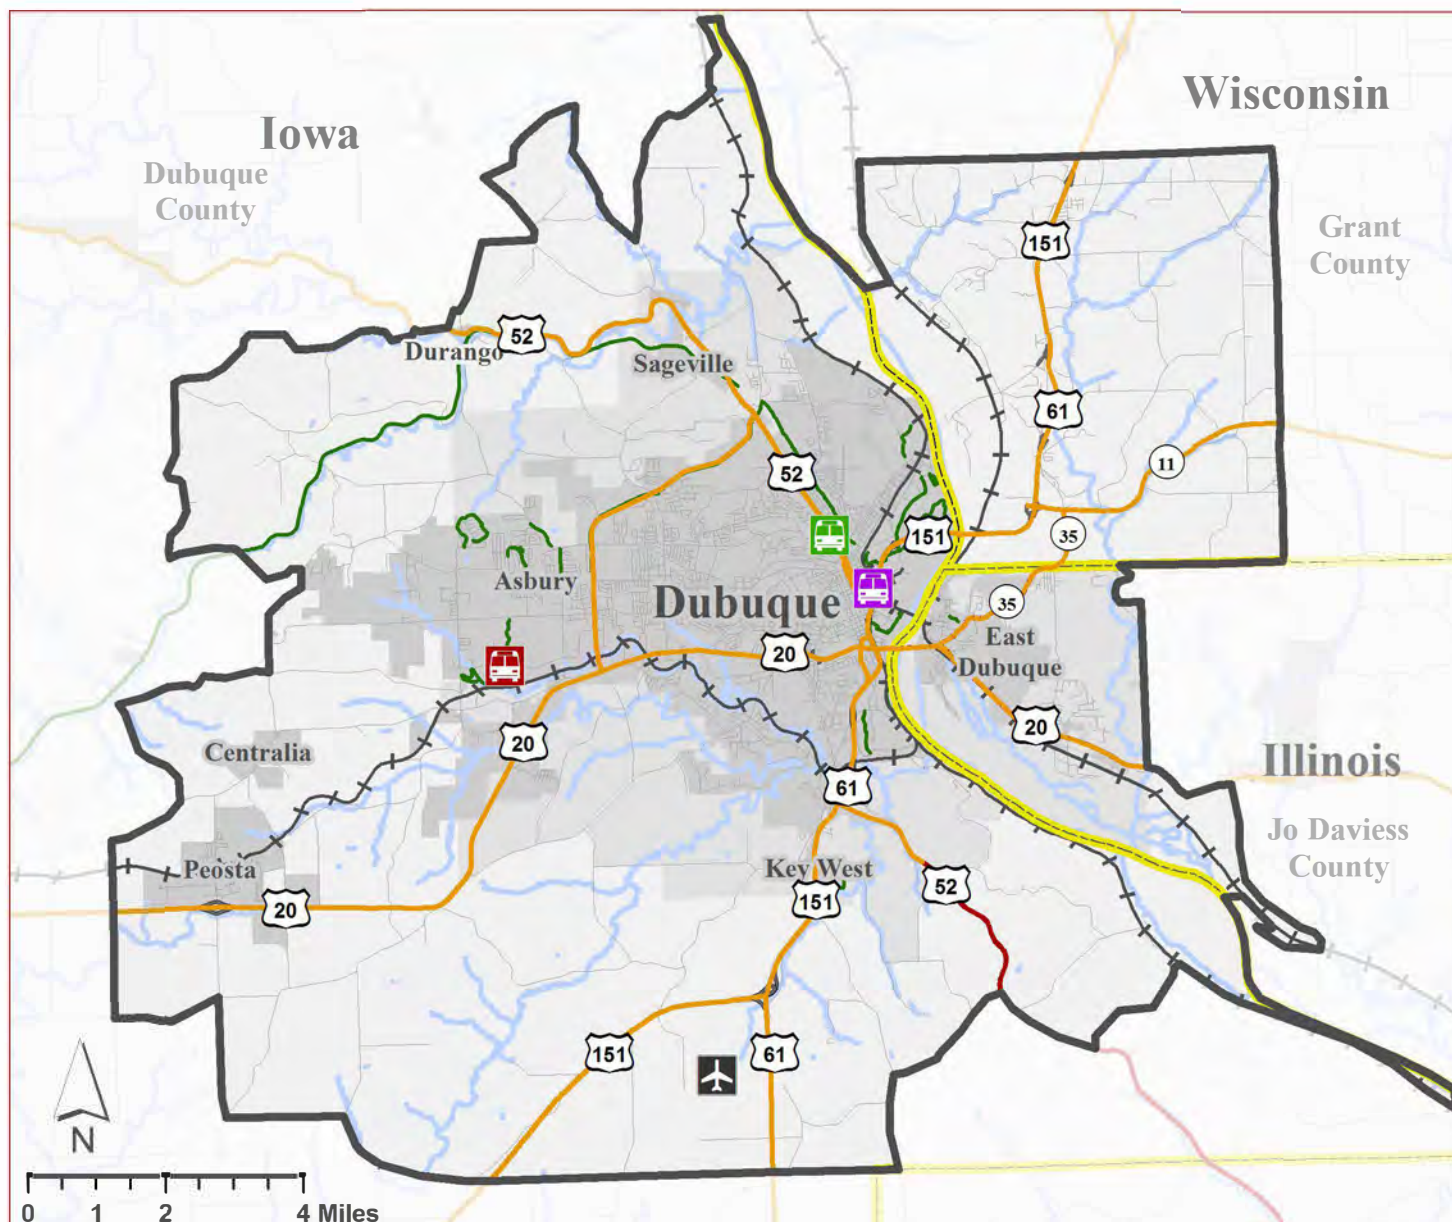 Wisconsin
Iowa
Dubuque
County
Grant
County
151
52
Durango
Sageville
61
11
52
151
35
Asbury
Dubuque
35
East
Dubuque
20
20
20
Centralia
Illinois
61
Jo Daviess
County
Peosta
Key West
52
20
151
151
61
N
0 1 2 4 Miles